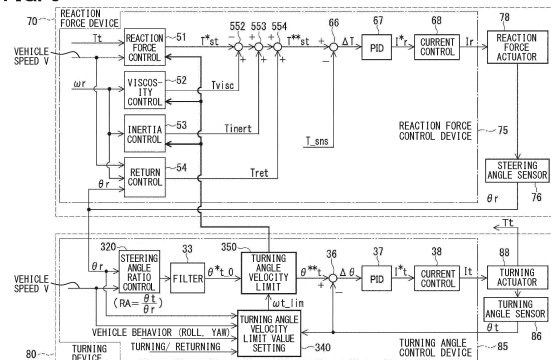 70
REACTION
FORCE DEVICE
Tt
VEHICLE
SPEED V
REACTION
FORCE
CONTROL
51
T*st
552
553
554
T**st
66
ΔT
67
PID
I*r
68
CURRENT
CONTROL
Ir
78
REACTION
FORCE
ACTUATOR
ωr
VISCOS-
ITY
CONTROL
52
Tvisc
INERTIA
CONTROL
53
Tinert
T_sns
REACTION FORCE
CONTROL DEVICE
75
RETURN
CONTROL
54
Tret
θr
STEERING
ANGLE SENSOR
76
θr
Tt
320
θr
STEERING
ANGLE
RATIO
CONTROL
(RA=θt/θr)
33
FILTER
θ*t_0
350
TURNING
ANGLE
VELOCITY
LIMIT
θ**t
36
Δθ
37
PID
I*t
38
CURRENT
CONTROL
It
88
TURNING
ACTUATOR
VEHICLE
SPEED V
ωt_lim
VEHICLE BEHAVIOR (ROLL, YAW)
TURNING/ RETURNING
TURNING ANGLE
VELOCITY
LIMIT VALUE
SETTING
340
θt
TURNING
ANGLE SENSOR
86
TURNING ANGLE
CONTROL DEVICE
85
80
TURNING
DEVICE